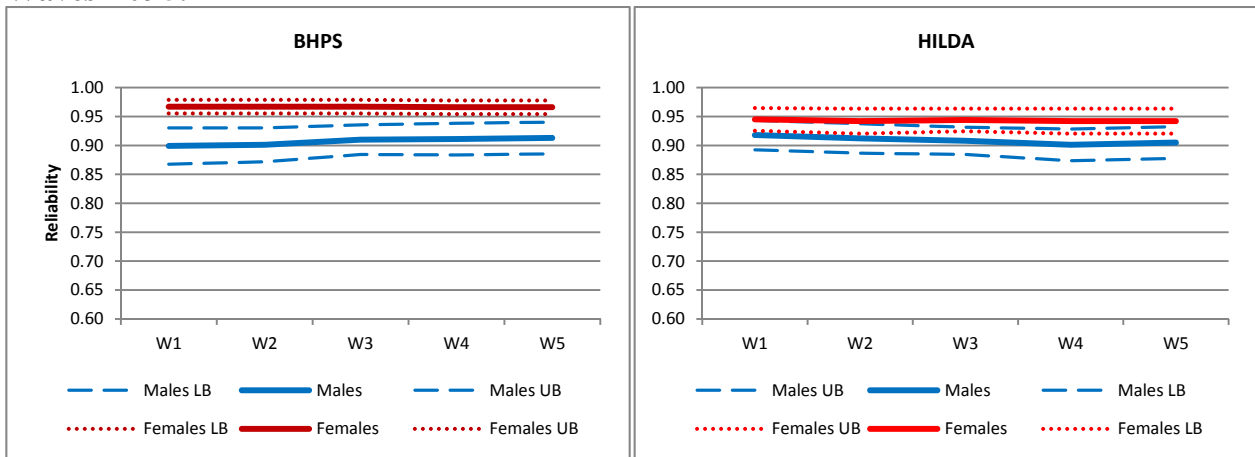 BHPS
1.00
0.95
0.90
0.85
0.80
0.75
0.70
0.65
0.60
Reliability
W1 W2 W3 W4 W5
Males LB Males Males UB
Females LB Females Females UB
HILDA
1.00
0.95
0.90
0.85
0.80
0.75
0.70
0.65
0.60
W1 W2 W3 W4 W5
Males UB Males Males LB
Females UB Females Females LB